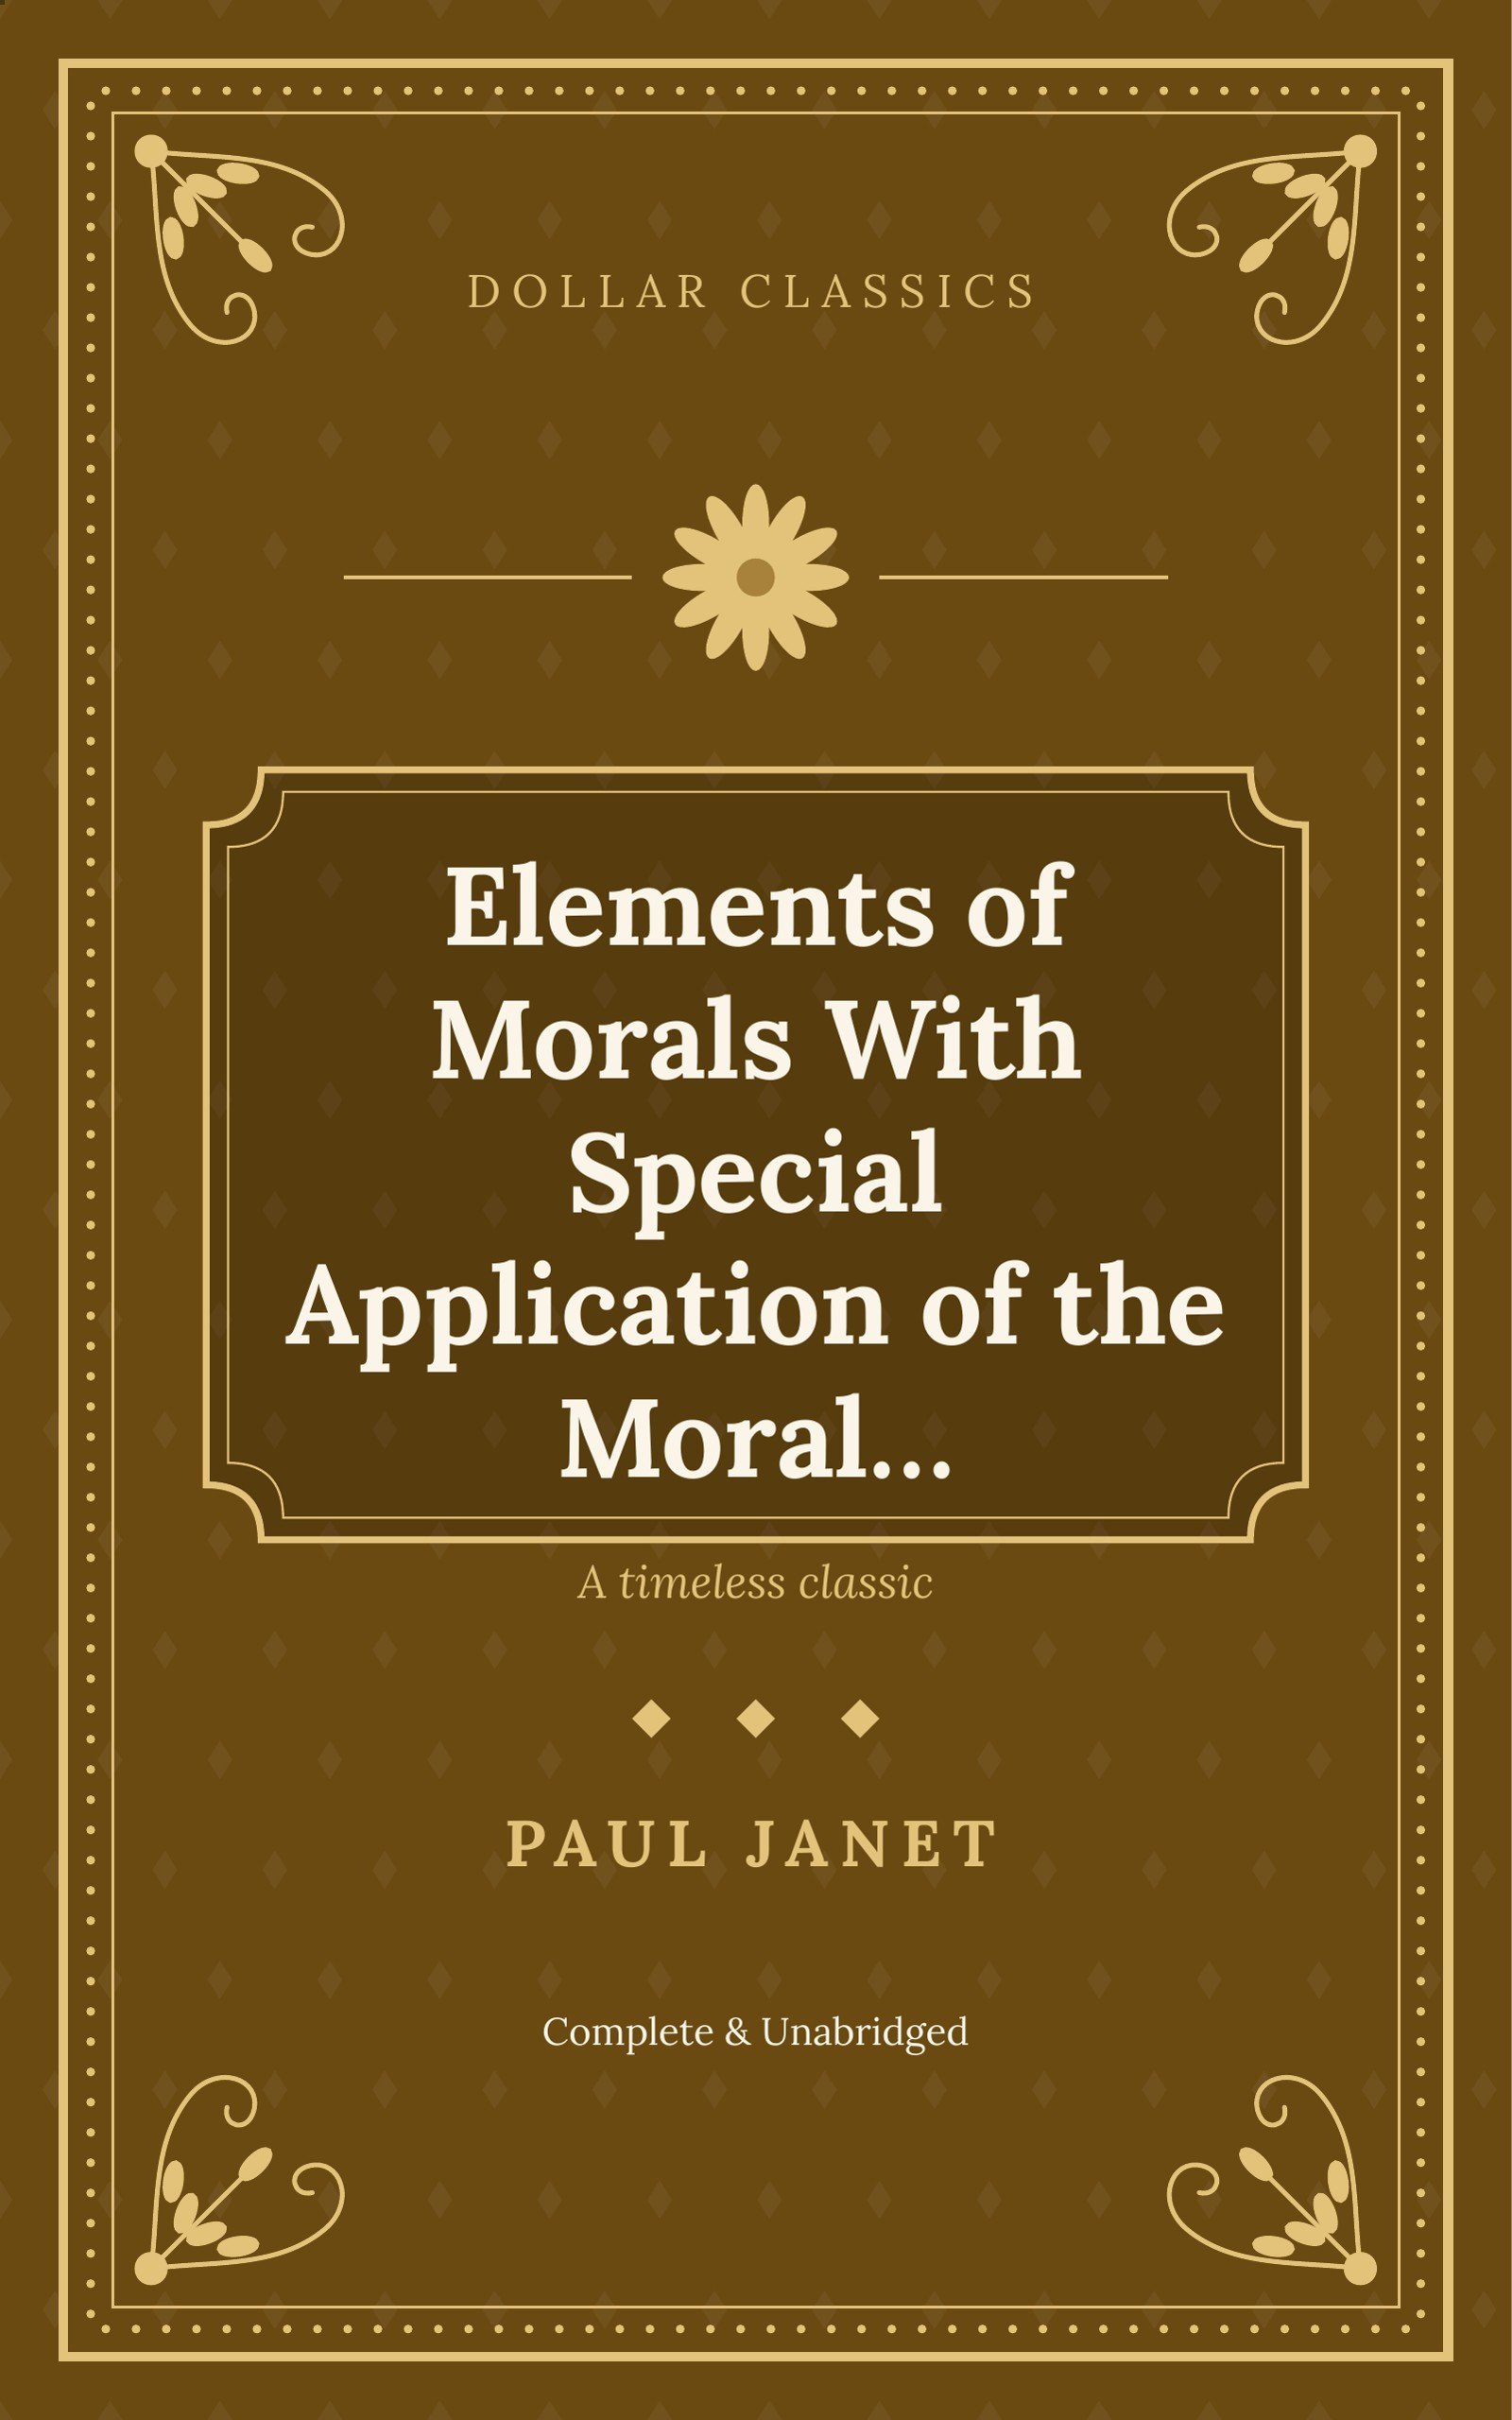 DOLLAR CLASSICS
Elements of
Morals With
Special
Application of the
Moral...
A timeless classic
PAUL JANET
Complete & Unabridged